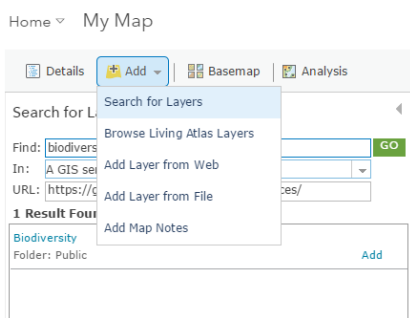 Home My Map
Details Add Basemap Analysis
Search for Layers
Browse Living Atlas Layers
Add Layer from Web
Add Layer from File
Add Map Notes
Search for L
Find: biodivers GO
In: A GIS se
URL: https://g ces/
1 Result Foun
Biodiversity
Folder: Public Add